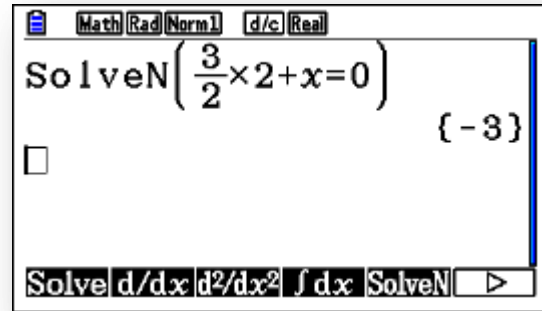 Math Rad Norm1 d/c Real
SolveN(3/2×2+x=0)
{-3}
Solve d/dx d²/dx² ∫dx SolveN ▷